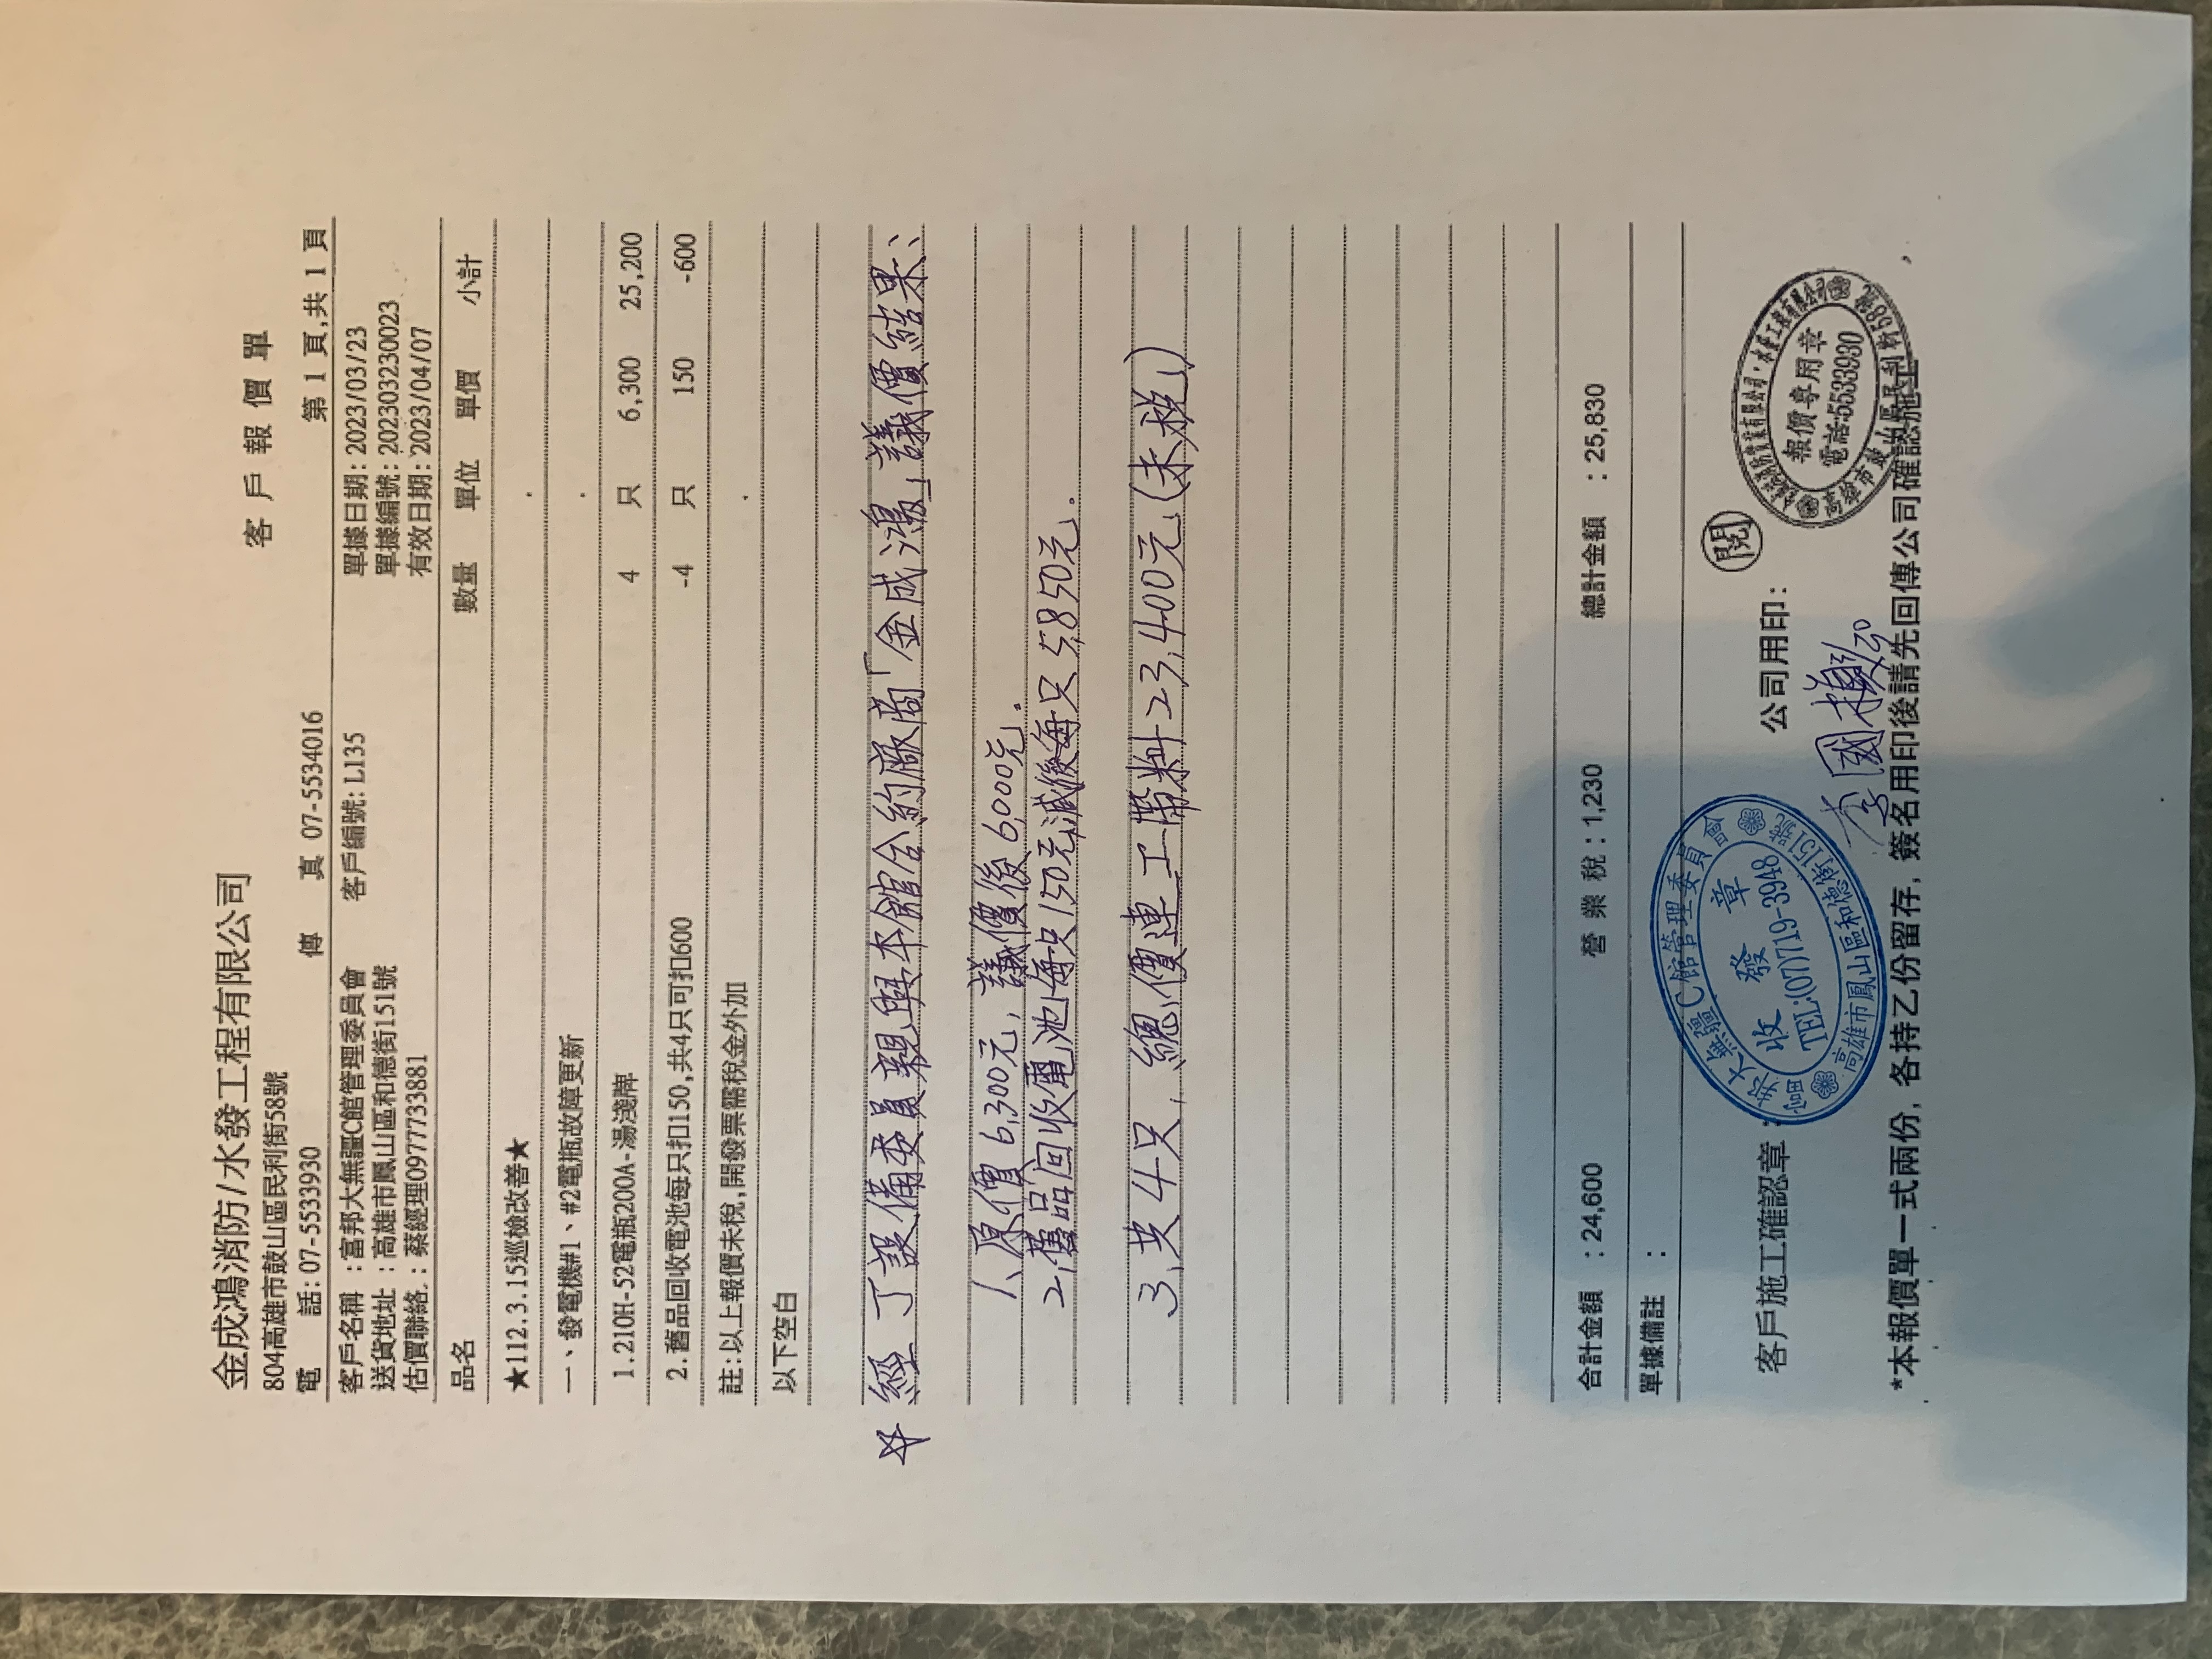 金成鴻消防/水發工程有限公司
客 戶 報 價 單
804高雄市鼓山區民利街58號
電 話: 07-5533930 傳 真 07-5534016 第 1 頁,共 1 頁
客戶名稱 : 富邦大無疆C館管理委員會 客戶編號: L135 單據日期: 2023/03/23
送貨地址 : 高雄市鳳山區和德街151號 單據編號: 202303230023
估價聯絡 : 蔡經理0977733881 有效日期: 2023/04/07
品名 數量 單位 單價 小計
★112.3.15巡檢改善★
一、發電機#1、#2電瓶故障更新
1.210H-52電瓶200A-湯淺牌 4 只 6,300 25,200
2.舊品回收電池每只扣150,共4只可扣600 -4 只 150 -600
註:以上報價未稅,開發票需稅金外加
以下空白
☆ 經丁設備委員親與本館合約廠商「金成鴻」議價結果:
1、原價6,300元, 議價後6,000元.
2、舊品回收電池每只150元, 減後每只5,850元.
3、共4只, 總價連工帶料23,400元(未稅)
合計金額 : 24,600 營 業 稅 : 1,230 總計金額 : 25,830
單據備註 :
客戶施工確認章 : 公司用印:
富邦大無疆C館管理委員會
收 發 章
TEL:(07)719-3948
高雄市鳳山區和德街151號
閱
報價專用章
電話:5533930
*本報價單一式兩份, 各持乙份留存, 簽名用印後請先回傳公司確認施工